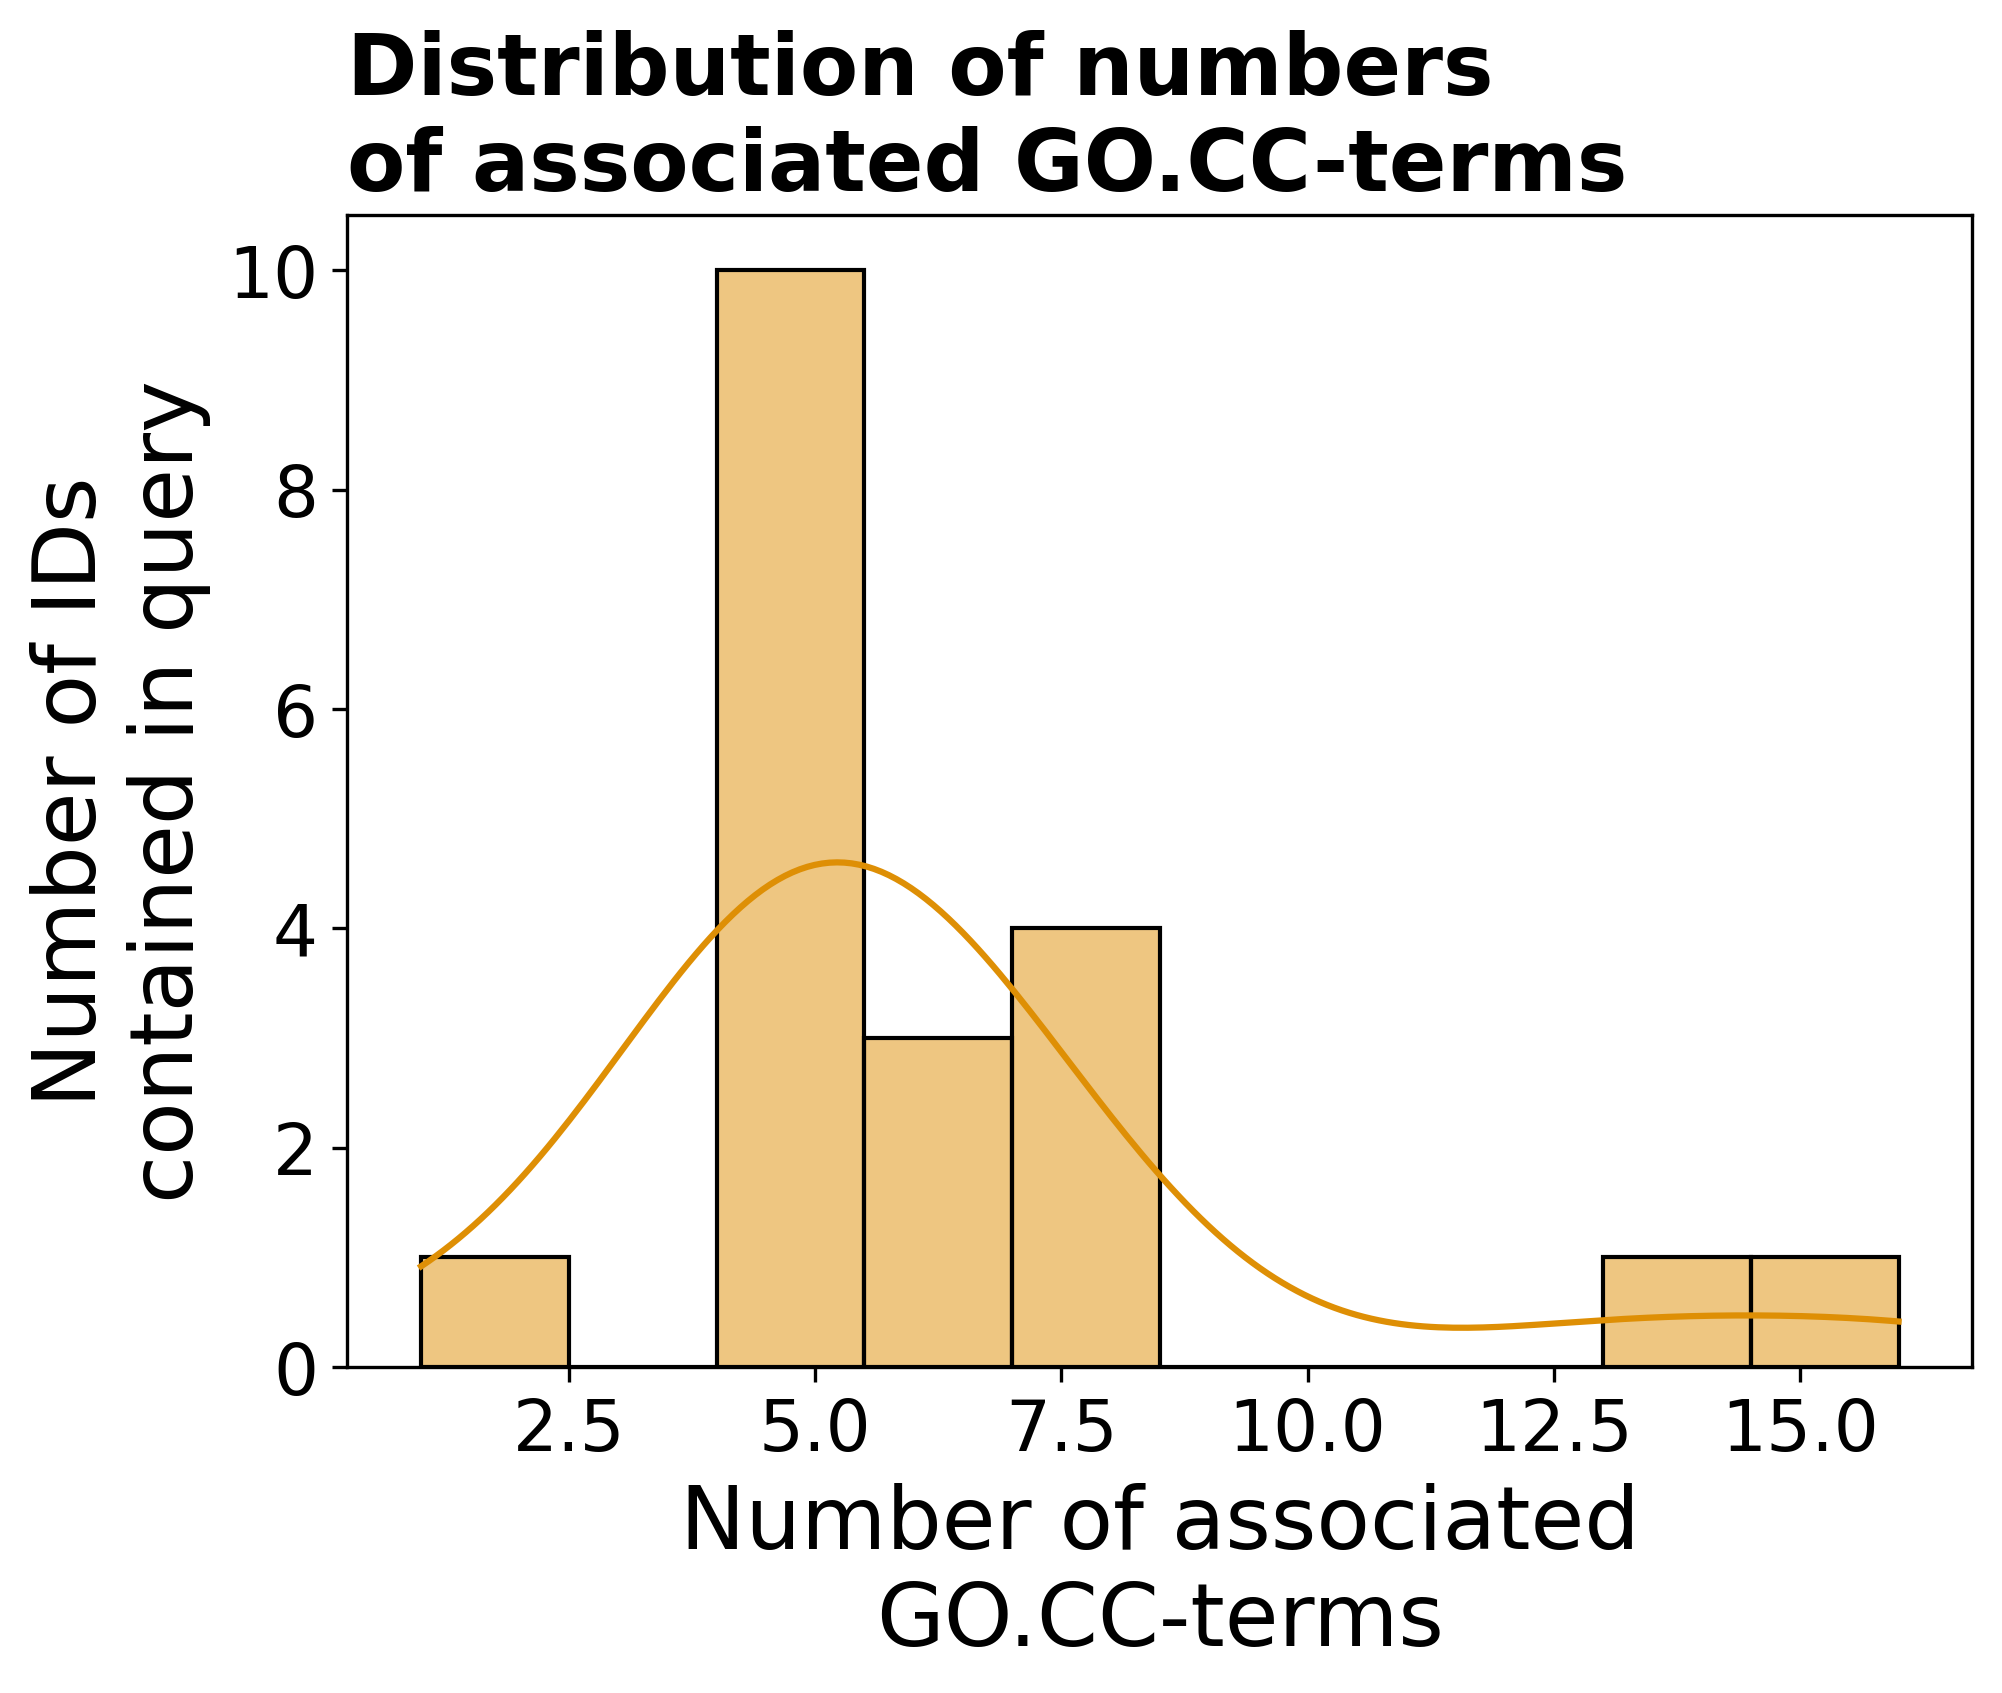 Distribution of numbers
of associated GO.CC-terms
Number of IDs
contained in query
10
8
6
4
2
0
2.5 5.0 7.5 10.0 12.5 15.0
Number of associated
GO.CC-terms